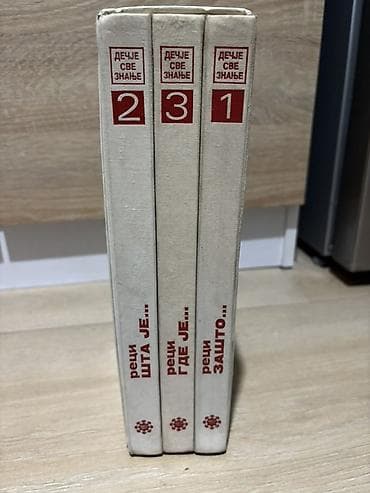 ДЕЧЈЕ
СВЕ
ЗНАЊЕ
2
реци
ШТА ЈЕ...
ДЕЧЈЕ
СВЕ
ЗНАЊЕ
3
реци
ГДЕ ЈЕ...
ДЕЧЈЕ
СВЕ
ЗНАЊЕ
1
реци
ЗАШТО...